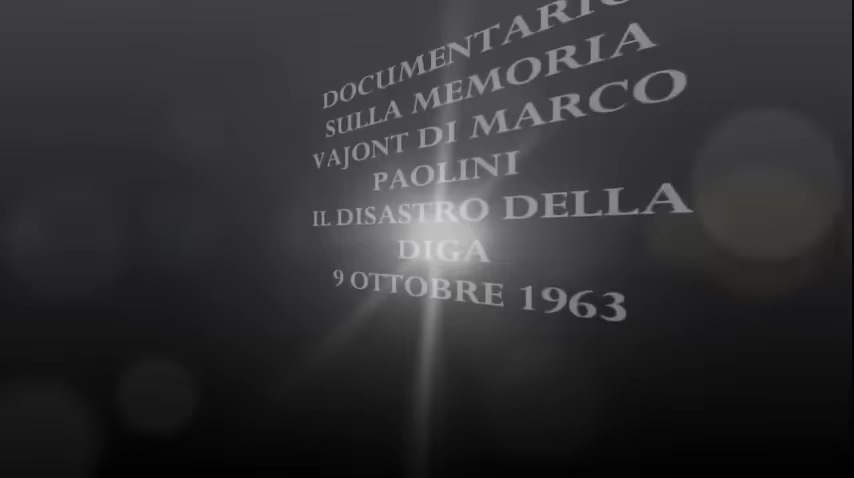 DOCUMENTARIO
SULLA MEMORIA
VAJONT DI MARCO
PAOLINI
IL DISASTRO DELLA
DIGA
9 OTTOBRE 1963